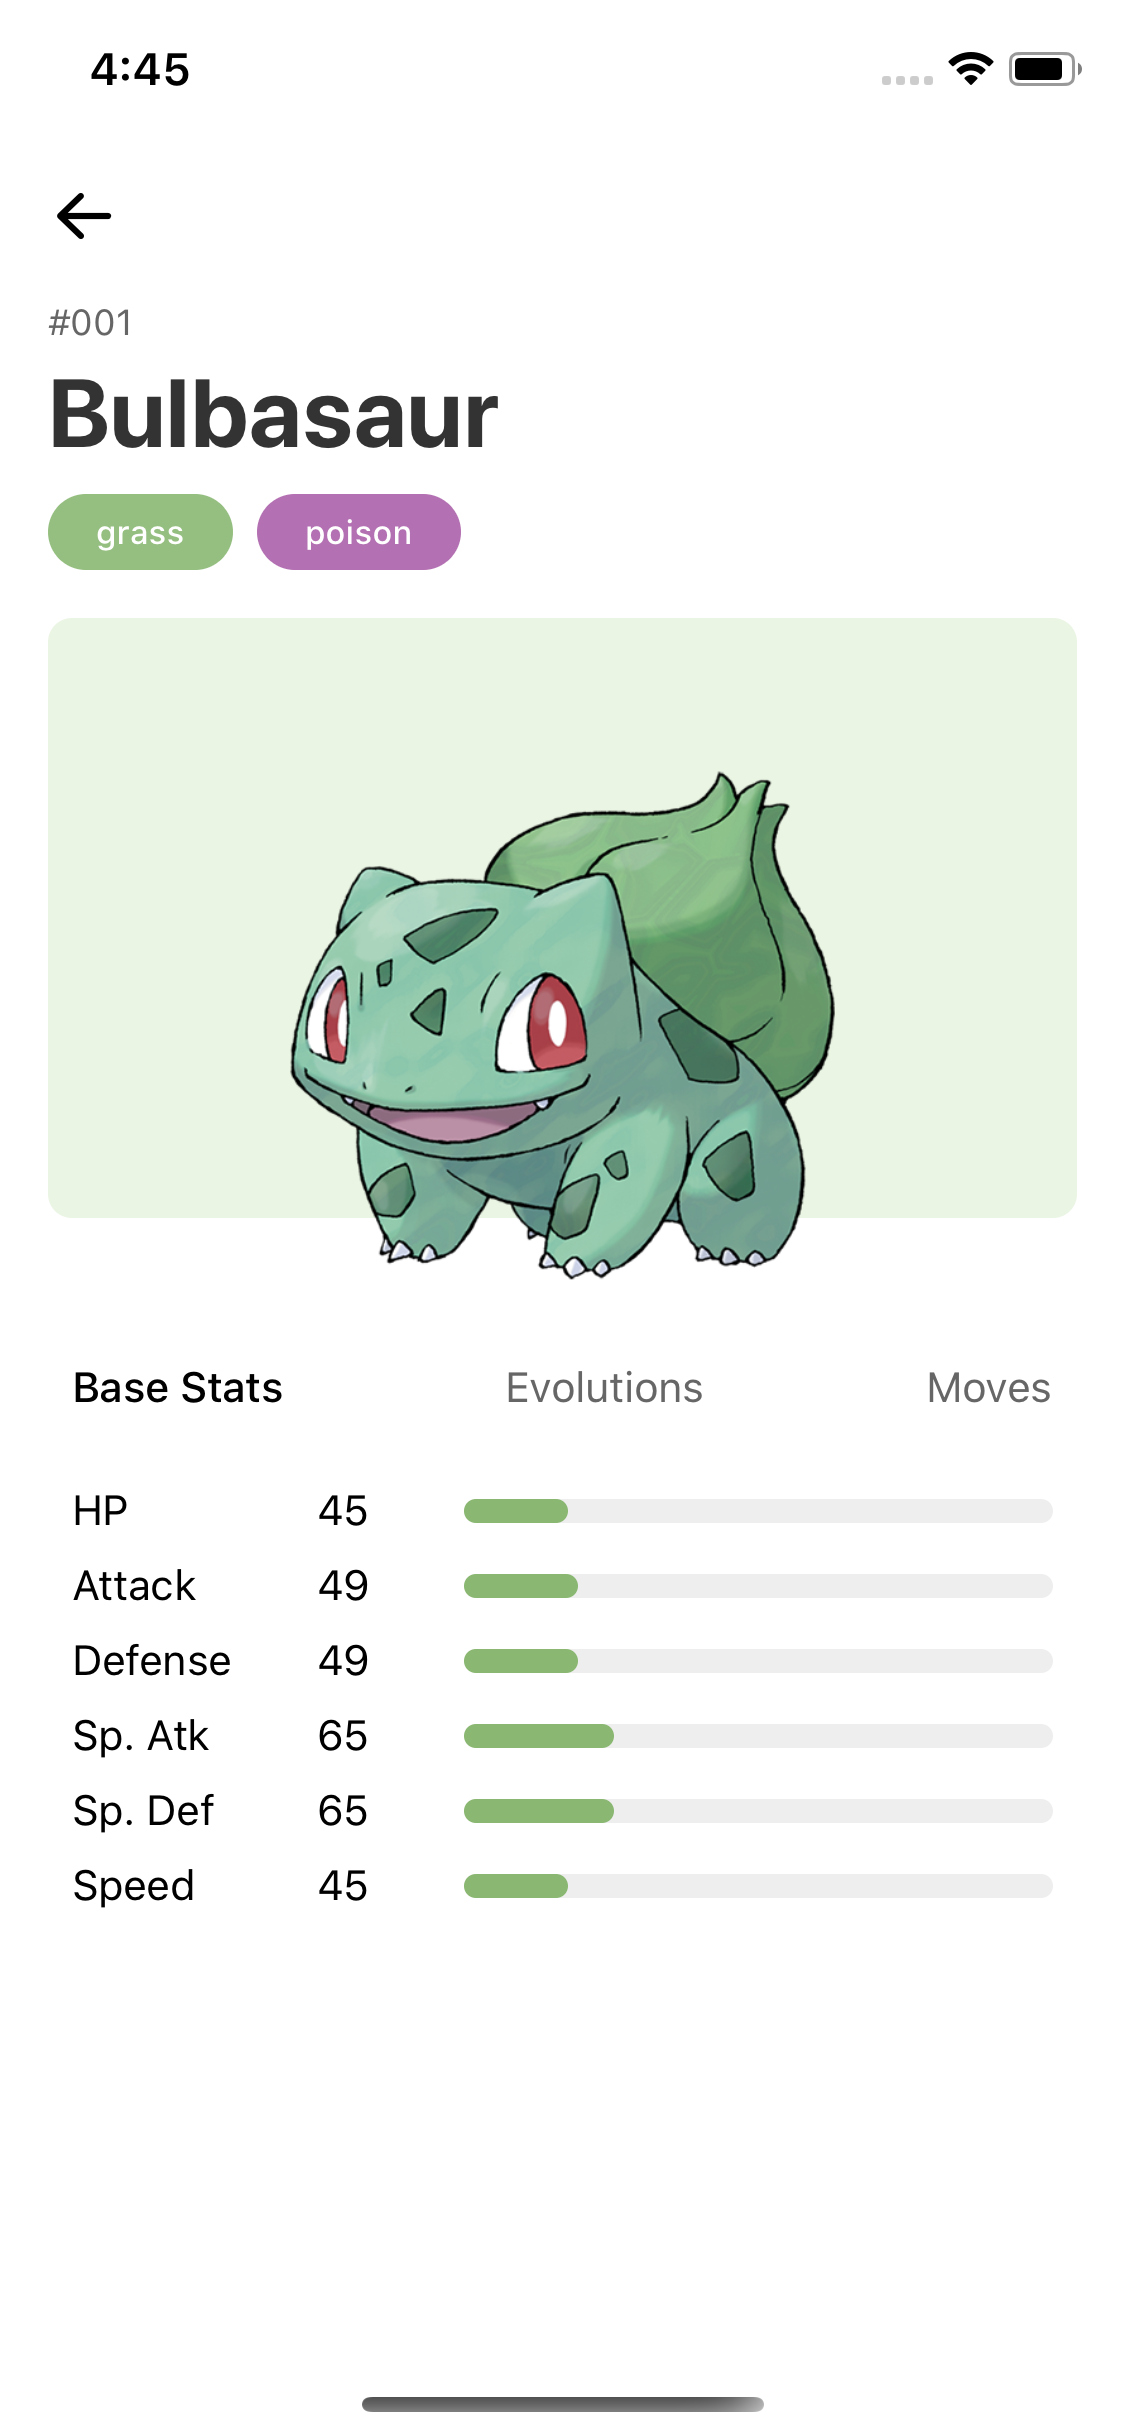 4:45
#001
Bulbasaur
grass poison
Base Stats Evolutions Moves
HP 45
Attack 49
Defense 49
Sp. Atk 65
Sp. Def 65
Speed 45